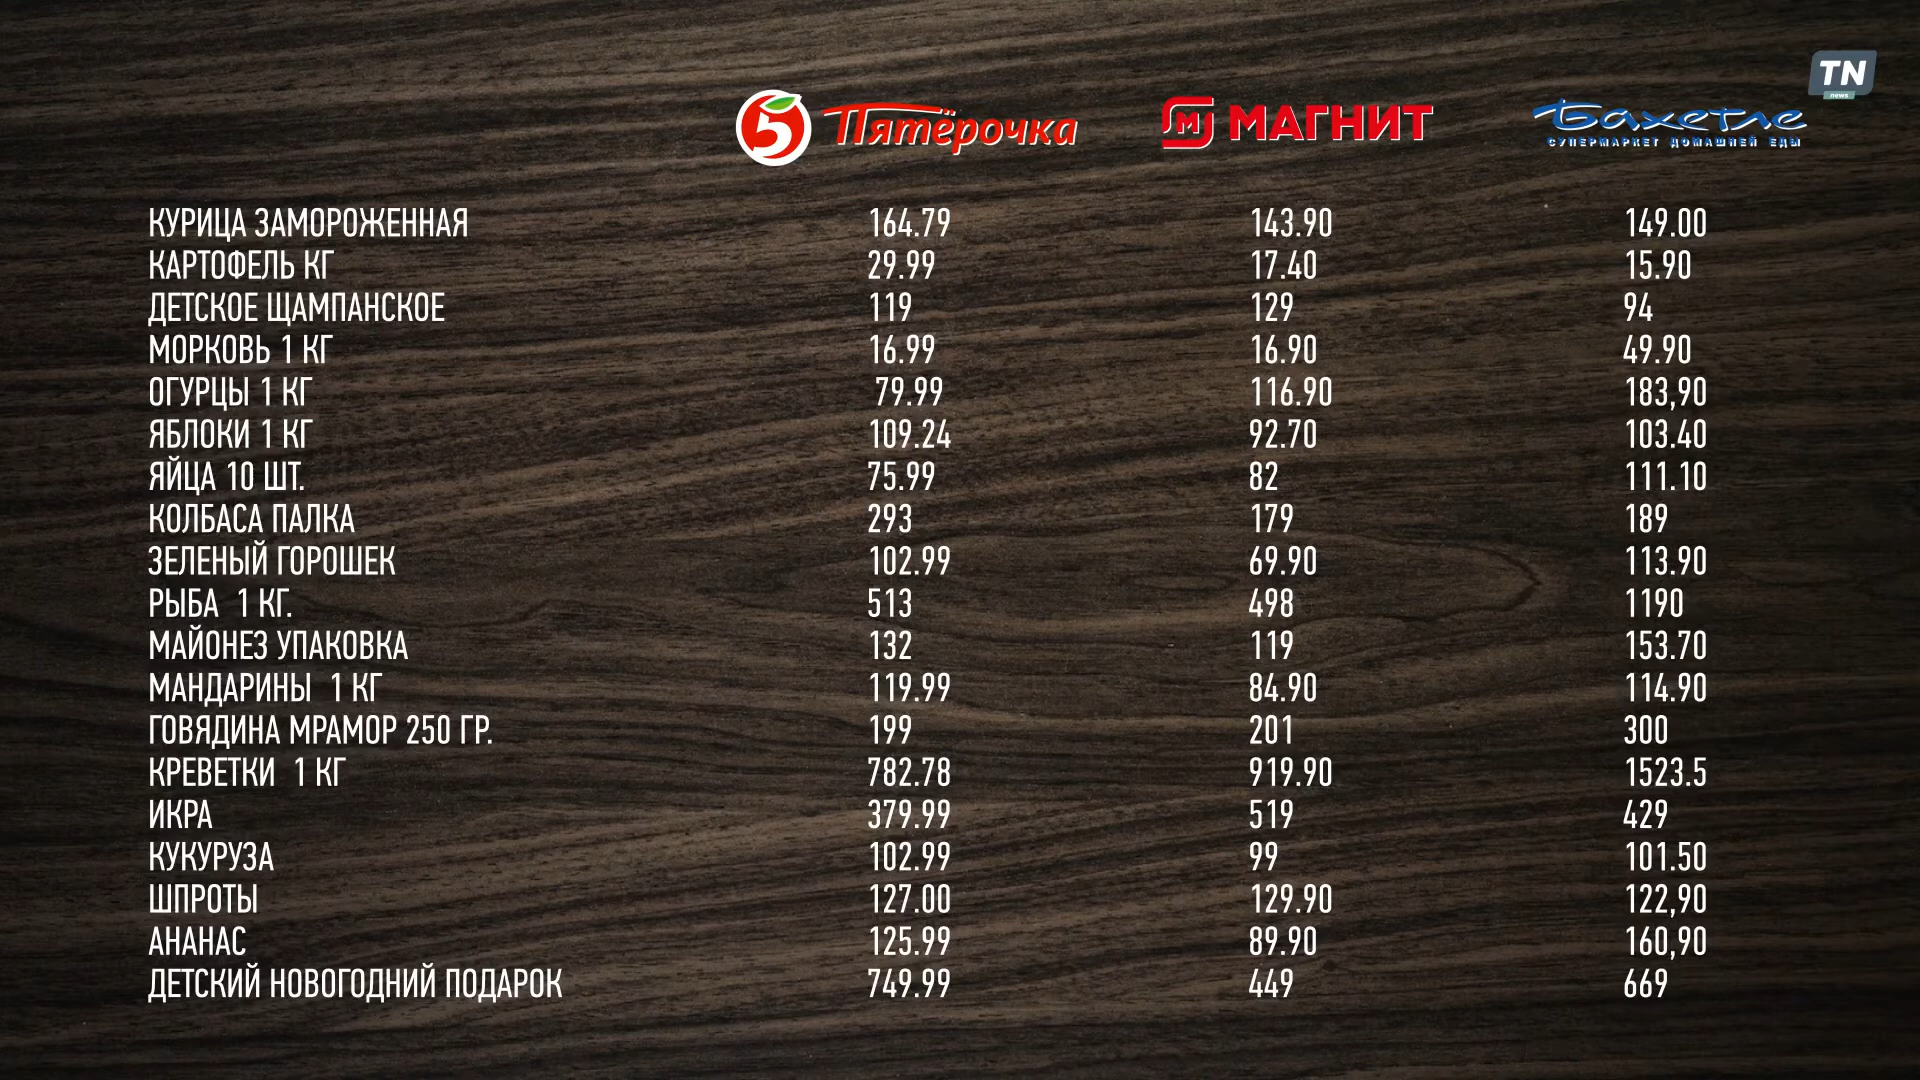 TN
news
5 Пятёрочка М МАГНИТ Бахетле
СУПЕРМАРКЕТ ДОМАШНЕЙ ЕДЫ
КУРИЦА ЗАМОРОЖЕННАЯ 164.79 143.90 149.00
КАРТОФЕЛЬ КГ 29.99 17.40 15.90
ДЕТСКОЕ ЩАМПАНСКОЕ 119 129 94
МОРКОВЬ 1 КГ 16.99 16.90 49.90
ОГУРЦЫ 1 КГ 79.99 116.90 183,90
ЯБЛОКИ 1 КГ 109.24 92.70 103.40
ЯЙЦА 10 ШТ. 75.99 82 111.10
КОЛБАСА ПАЛКА 293 179 189
ЗЕЛЕНЫЙ ГОРОШЕК 102.99 69.90 113.90
РЫБА 1 КГ. 513 498 1190
МАЙОНЕЗ УПАКОВКА 132 119 153.70
МАНДАРИНЫ 1 КГ 119.99 84.90 114.90
ГОВЯДИНА МРАМОР 250 ГР. 199 201 300
КРЕВЕТКИ 1 КГ 782.78 919.90 1523.5
ИКРА 379.99 519 429
КУКУРУЗА 102.99 99 101.50
ШПРОТЫ 127.00 129.90 122,90
АНАНАС 125.99 89.90 160,90
ДЕТСКИЙ НОВОГОДНИЙ ПОДАРОК 749.99 449 669